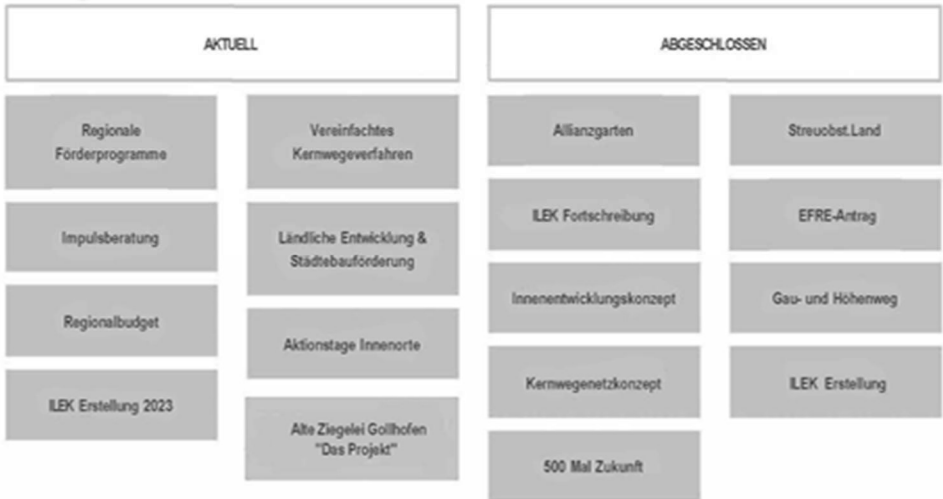 AKTUELL
Regionale
Förderprogramme
Impulsberatung
Regionalbudget
ILEK Erstellung 2023
Vereinfachtes
Kernwegeverfahren
Ländliche Entwicklung &
Städtebauförderung
Aktionstage Innenorte
Alte Ziegelei Gollhofen
"Das Projekt"
ABGESCHLOSSEN
Allianzgarten
ILEK Fortschreibung
Innenentwicklungskonzept
Kernwegenetzkonzept
500 Mal Zukunft
Streuobst.Land
EFRE-Antrag
Gau- und Höhenweg
ILEK Erstellung